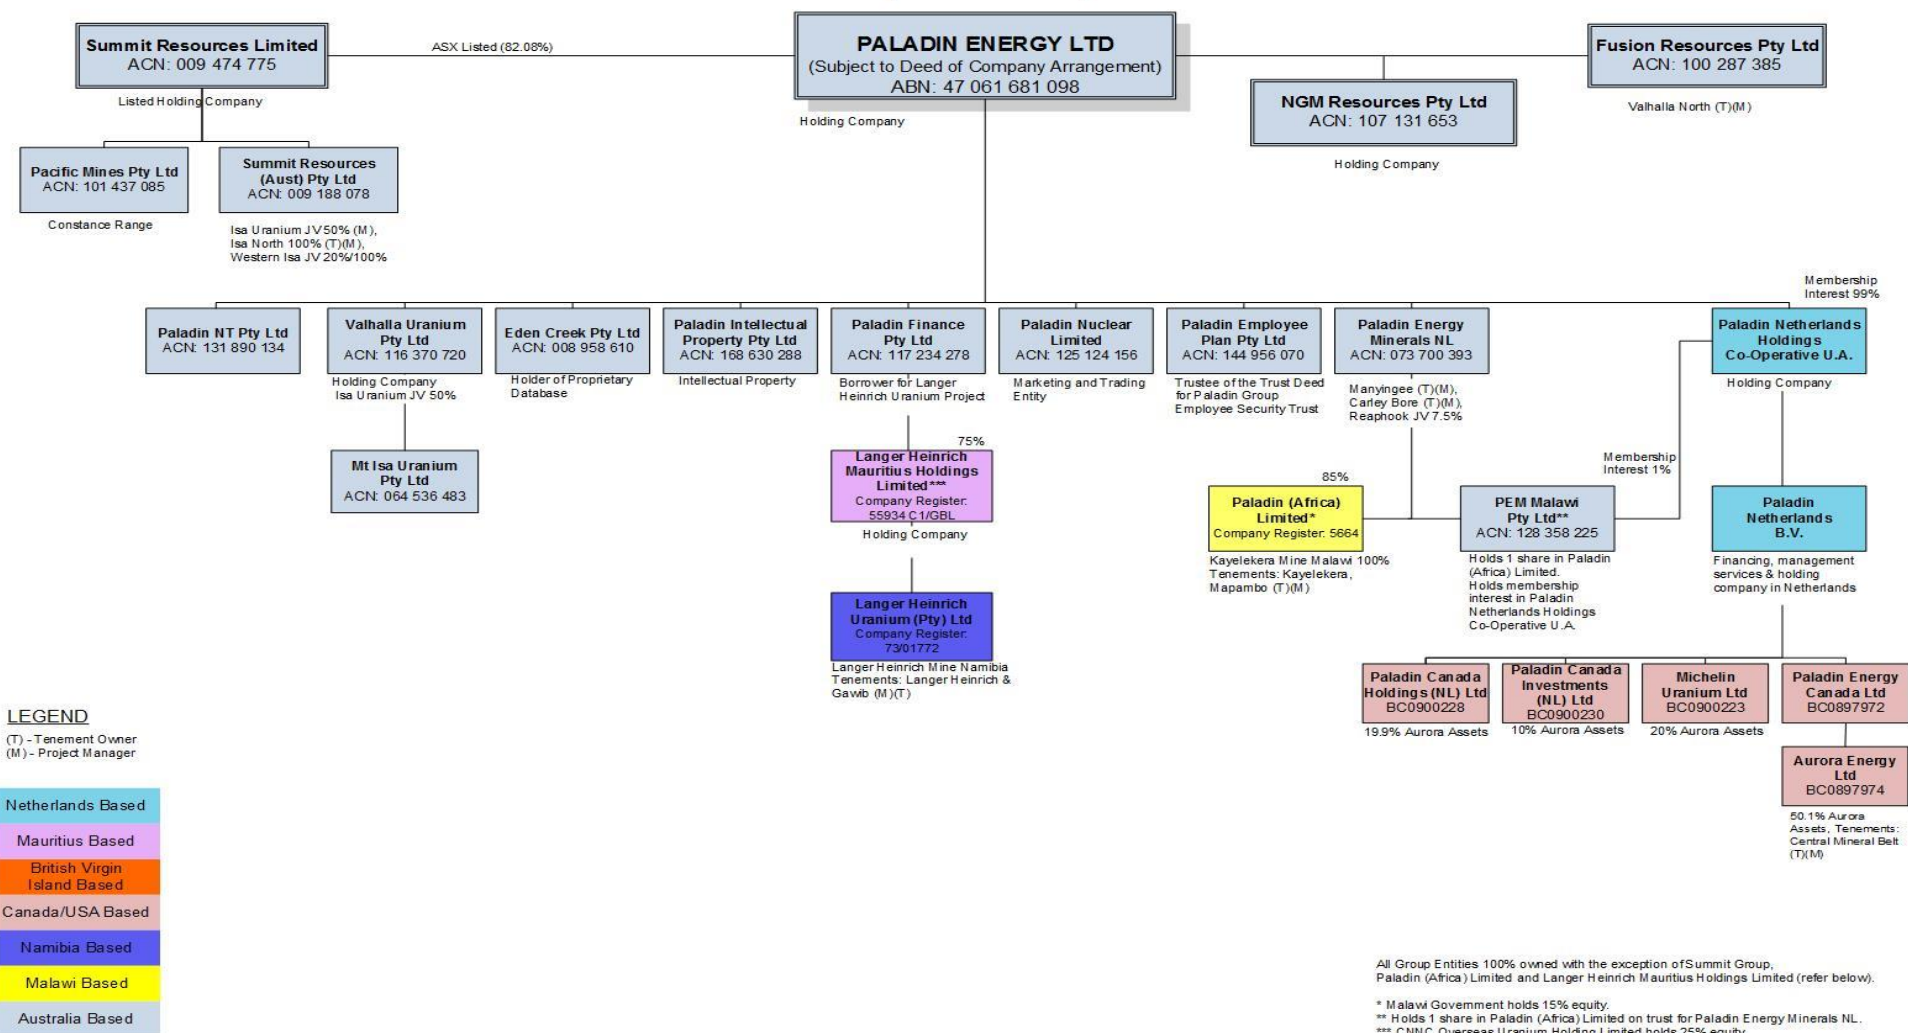 Summit Resources Limited
ACN: 009 474 775
Listed Holding Company
ASX Listed (82.08%)
PALADIN ENERGY LTD
(Subject to Deed of Company Arrangement)
ABN: 47 061 681 098
Holding Company
NGM Resources Pty Ltd
ACN: 107 131 653
Holding Company
Fusion Resources Pty Ltd
ACN: 100 287 385
Valhalla North (T)(M)
Pacific Mines Pty Ltd
ACN: 101 437 085
Constance Range
Summit Resources
(Aust) Pty Ltd
ACN: 009 188 078
Isa Uranium JV 50% (M),
Isa North 100% (T)(M),
Western Isa JV 20%/100%
Paladin NT Pty Ltd
ACN: 131 890 134
Valhalla Uranium
Pty Ltd
ACN: 116 370 720
Holding Company
Isa Uranium JV 50%
Mt Isa Uranium
Pty Ltd
ACN: 064 536 483
Eden Creek Pty Ltd
ACN: 008 958 610
Holder of Proprietary
Database
Paladin Intellectual
Property Pty Ltd
ACN: 168 630 288
Intellectual Property
Paladin Finance
Pty Ltd
ACN: 117 234 278
Borrower for Langer
Heinrich Uranium Project
75%
Langer Heinrich
Mauritius Holdings
Limited***
Company Register:
55934 C1/GBL
Holding Company
Langer Heinrich
Uranium (Pty) Ltd
Company Register:
73/01772
Langer Heinrich Mine Namibia
Tenements: Langer Heinrich &
Gawib (M)(T)
Paladin Nuclear
Limited
ACN: 125 124 156
Marketing and Trading
Entity
Paladin Employee
Plan Pty Ltd
ACN: 144 956 070
Trustee of the Trust Deed
for Paladin Group
Employee Security Trust
Paladin Energy
Minerals NL
ACN: 073 700 393
Manyingee (T)(M),
Carley Bore (T)(M),
Reaphook JV 7.5%
85%
Paladin (Africa)
Limited*
Company Register: 5664
Kayelekera Mine Malawi 100%
Tenements: Kayelekera,
Mapambo (T)(M)
PEM Malawi
Pty Ltd**
ACN: 128 358 225
Holds 1 share in Paladin
(Africa) Limited.
Holds membership
interest in Paladin
Netherlands Holdings
Co-Operative U.A.
Membership
Interest 1%
Membership
Interest 99%
Paladin Netherlands
Holdings
Co-Operative U.A.
Holding Company
Paladin
Netherlands
B.V.
Financing, management
services & holding
company in Netherlands
Paladin Canada
Holdings (NL) Ltd
BC0900228
19.9% Aurora Assets
Paladin Canada
Investments
(NL) Ltd
BC0900230
10% Aurora Assets
Michelin
Uranium Ltd
BC0900223
20% Aurora Assets
Paladin Energy
Canada Ltd
BC0897972
Aurora Energy
Ltd
BC0897974
50.1% Aurora
Assets, Tenements:
Central Mineral Belt
(T)(M)
LEGEND
(T) - Tenement Owner
(M) - Project Manager
Netherlands Based
Mauritius Based
British Virgin
Island Based
Canada/USA Based
Namibia Based
Malawi Based
Australia Based
All Group Entities 100% owned with the exception of Summit Group,
Paladin (Africa) Limited and Langer Heinrich Mauritius Holdings Limited (refer below).
* Malawi Government holds 15% equity.
** Holds 1 share in Paladin (Africa) Limited on trust for Paladin Energy Minerals NL.
*** CNNC Overseas Uranium Holding Limited holds 25% equity